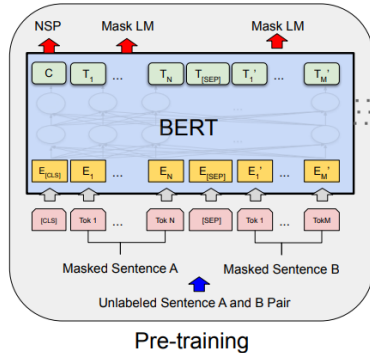 NSP Mask LM Mask LM
C T1 ... TN T[SEP] T1' ... TM'
BERT
E[CLS] E1 ... EN E[SEP] E1' ... EM'
[CLS] Tok 1 ... Tok N [SEP] Tok 1 ... TokM
Masked Sentence A Masked Sentence B
Unlabeled Sentence A and B Pair
Pre-training